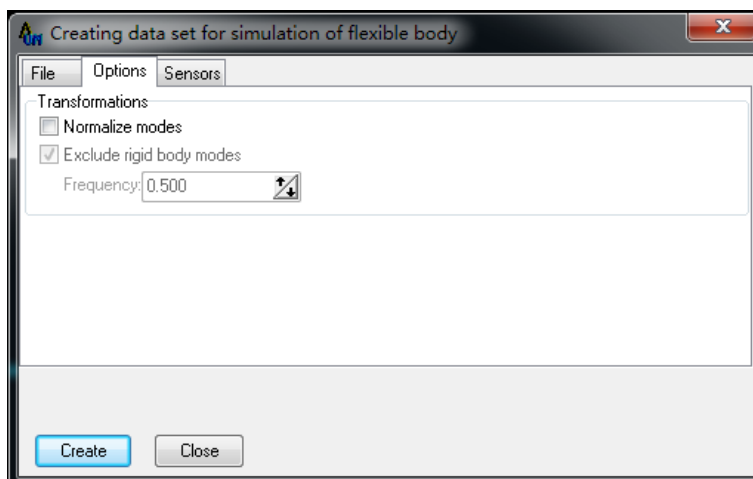 Creating data set for simulation of flexible body
File Options Sensors
Transformations
Normalize modes
Exclude rigid body modes
Frequency: 0.500
Create Close